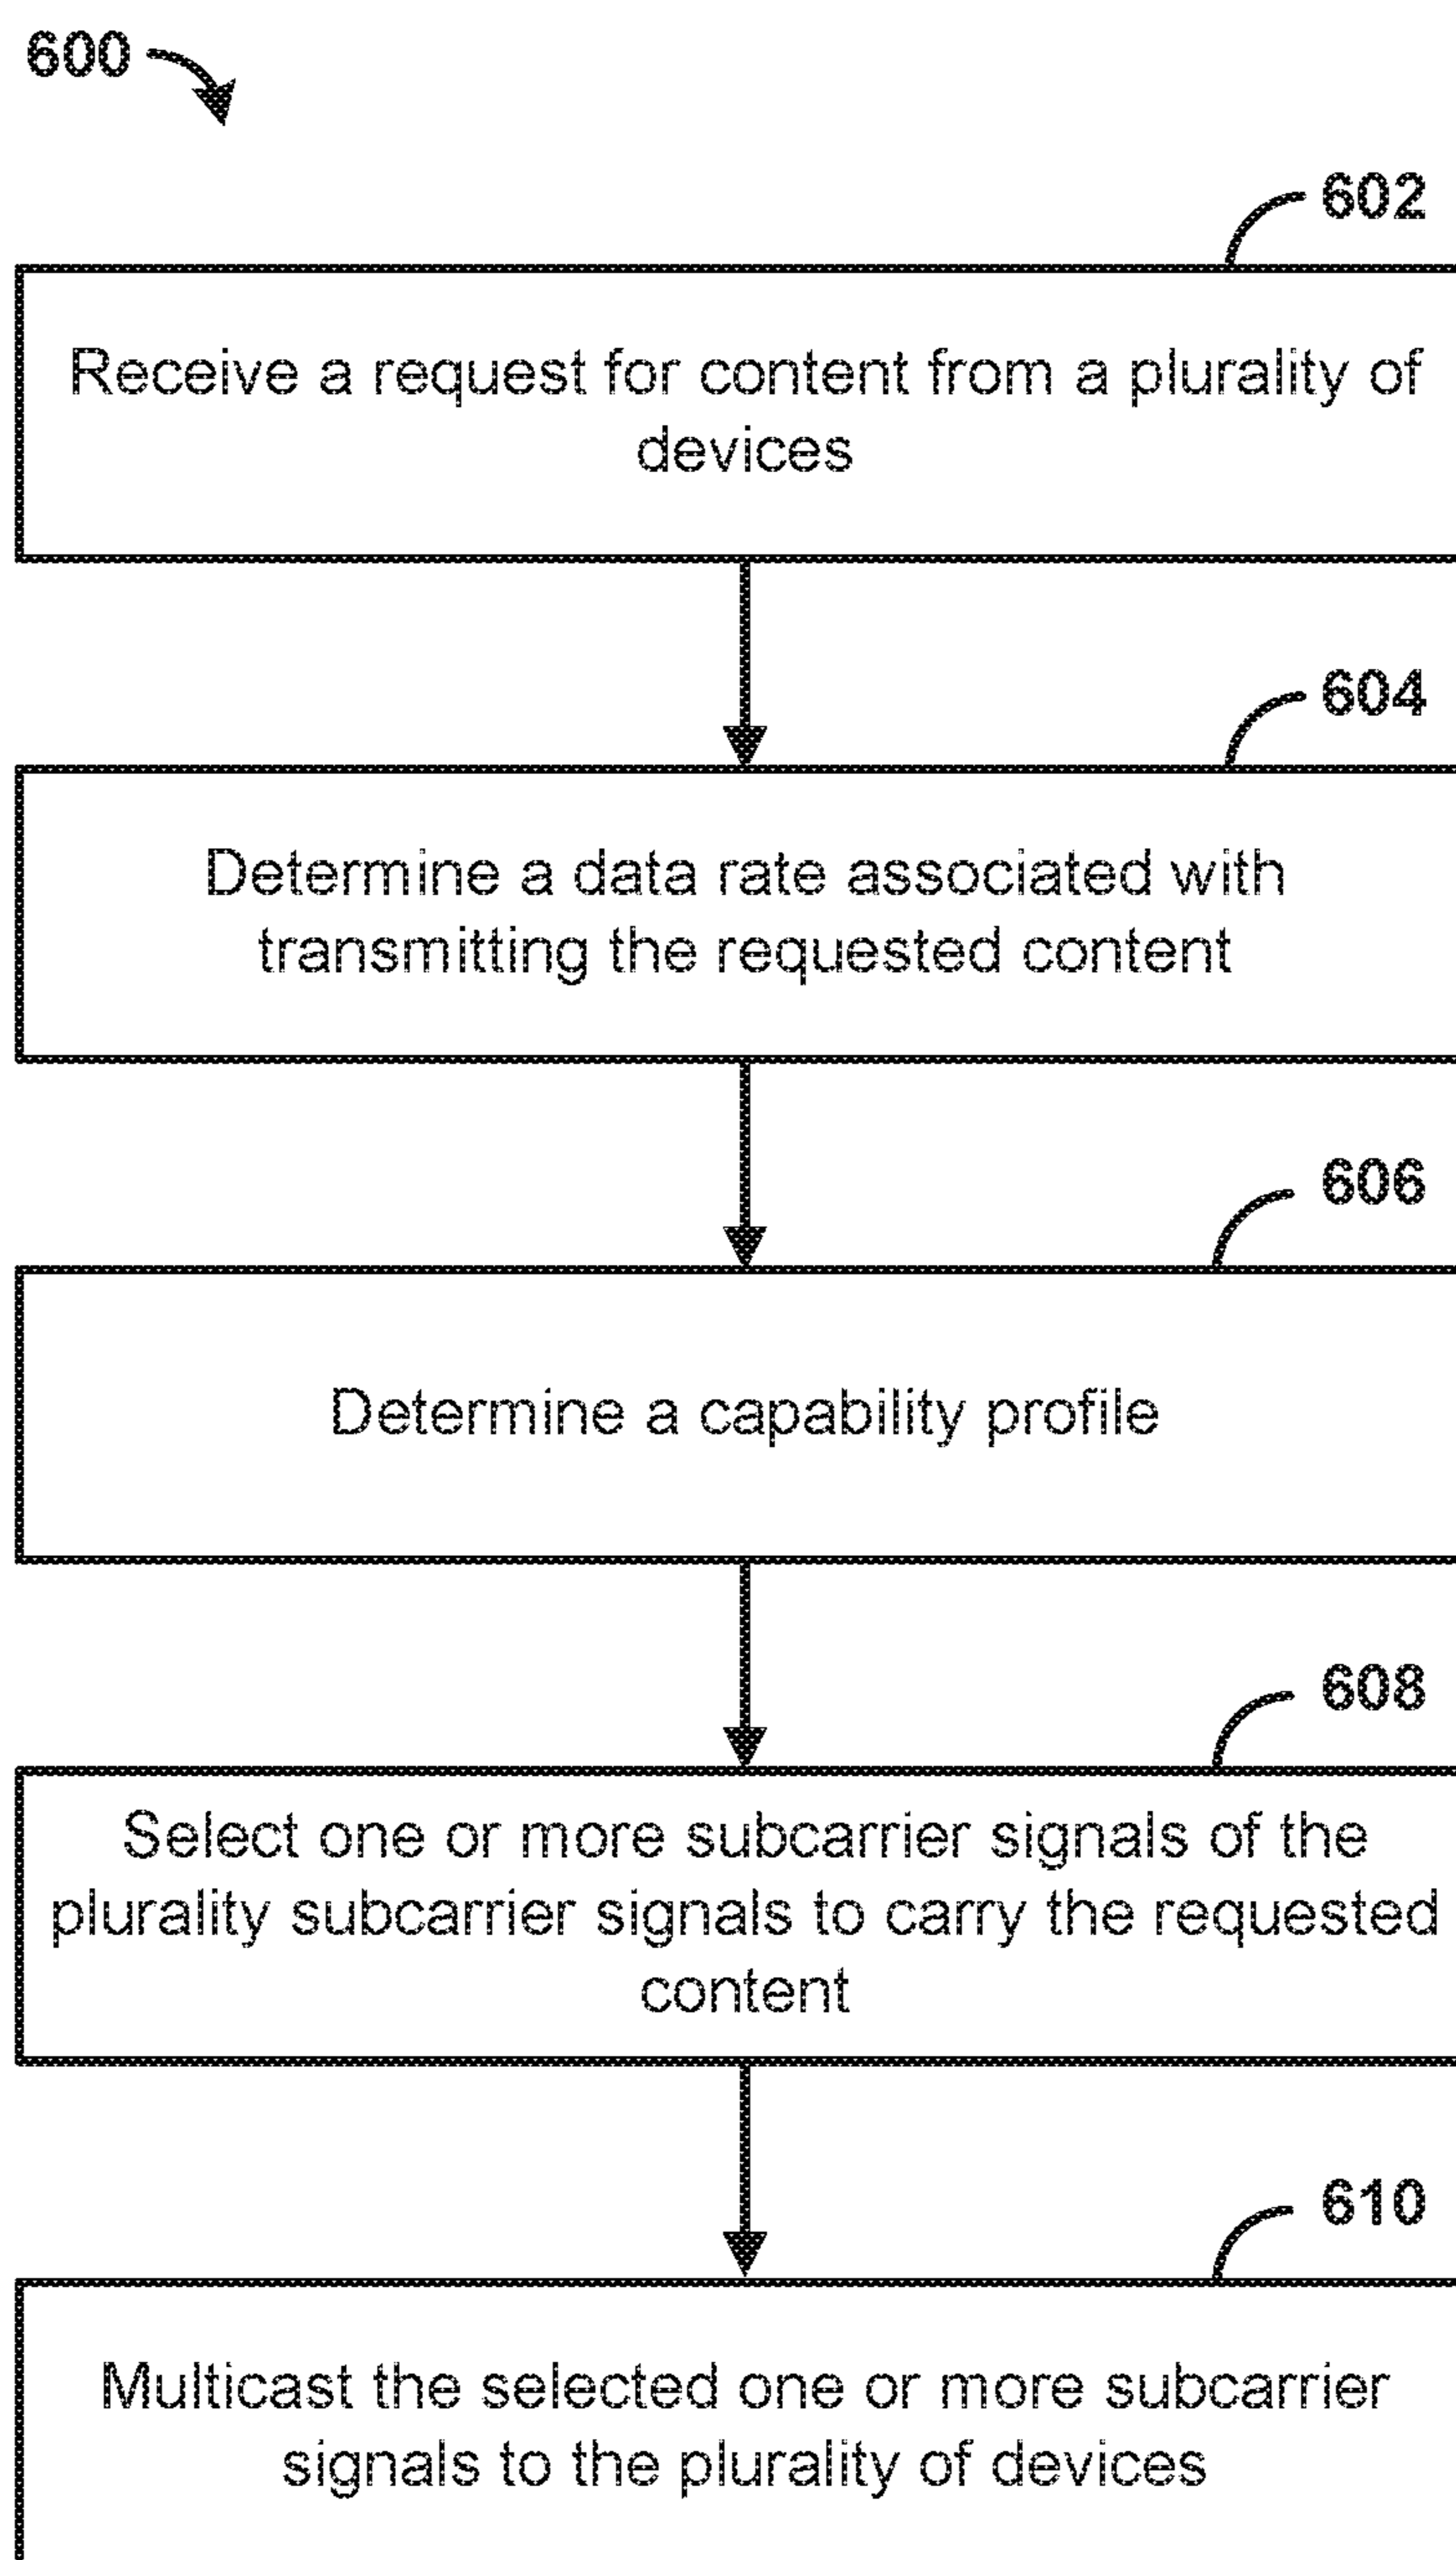 600
602
Receive a request for content from a plurality of
devices
604
Determine a data rate associated with
transmitting the requested content
606
Determine a capability profile
608
Select one or more subcarrier signals of the
plurality subcarrier signals to carry the requested
content
610
Multicast the selected one or more subcarrier
signals to the plurality of devices